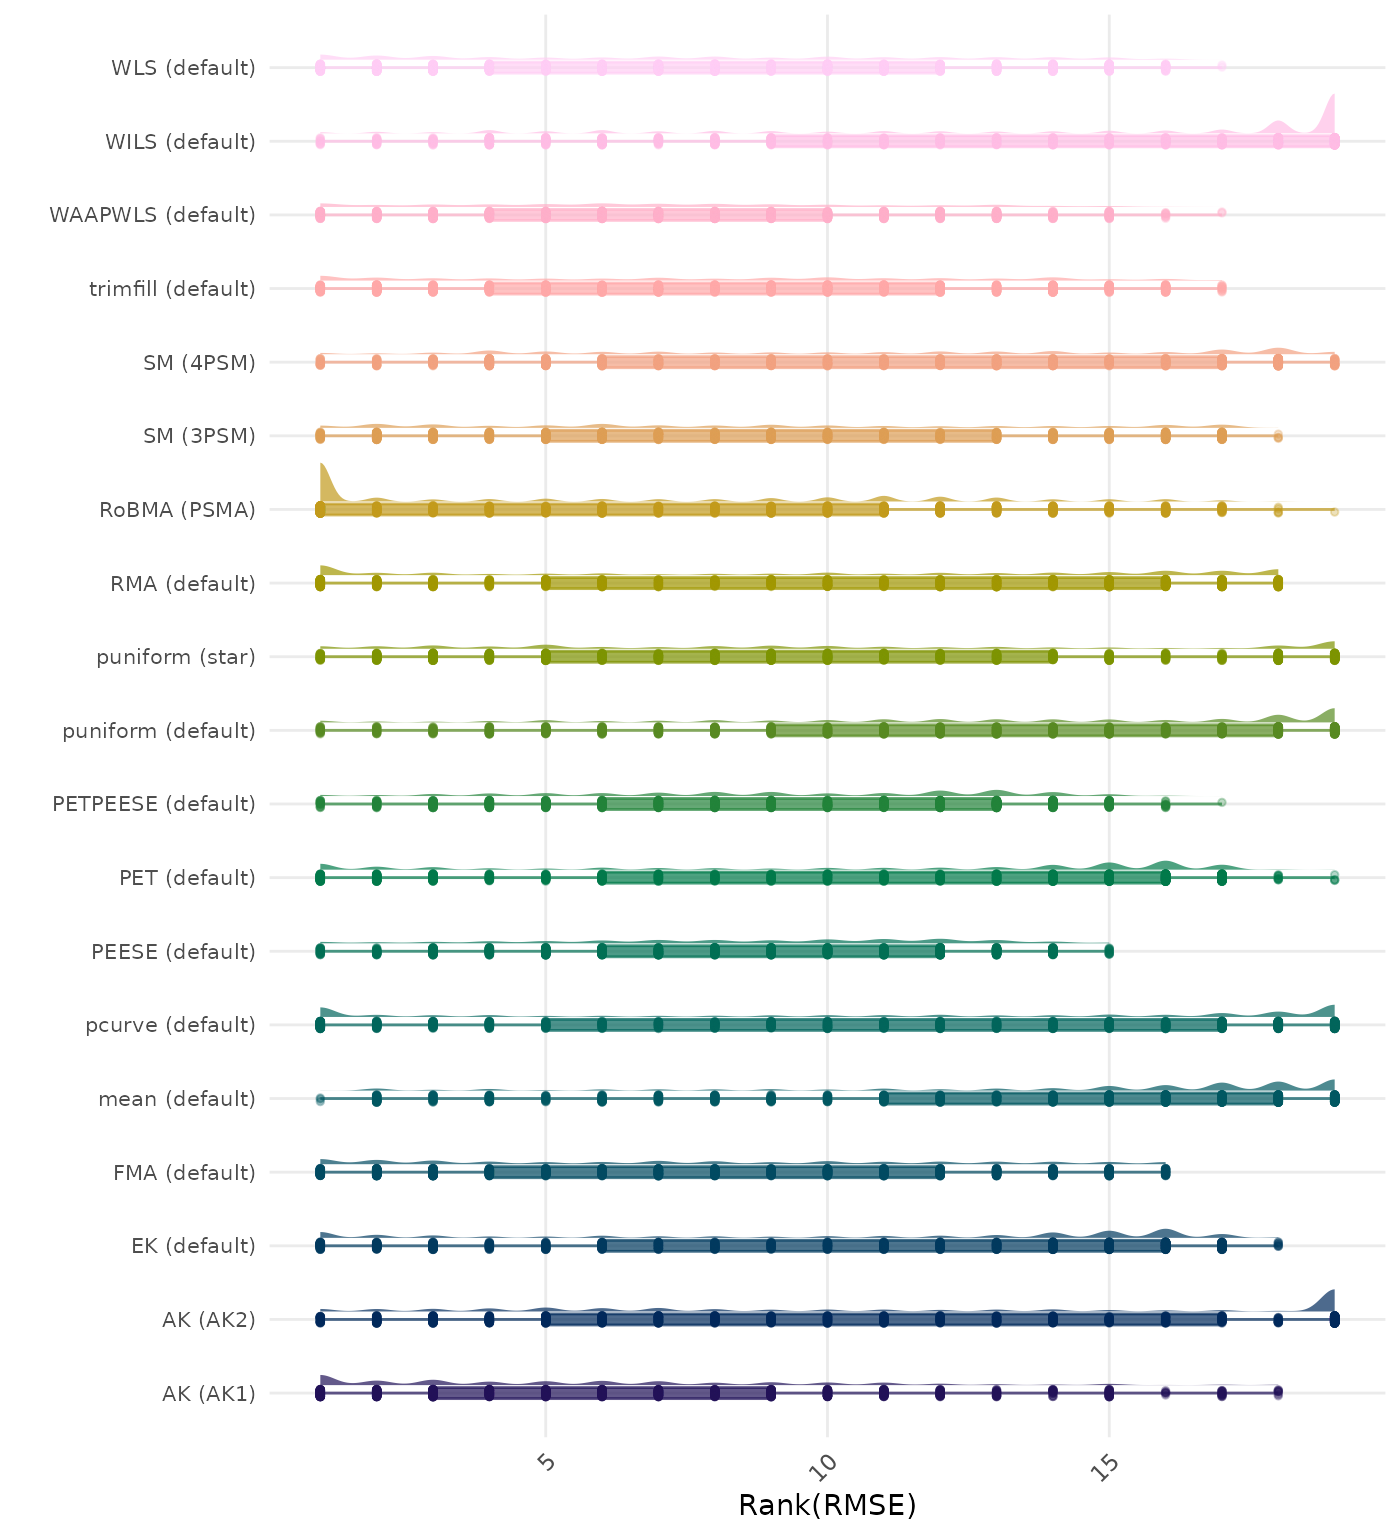 WLS (default)
WILS (default)
WAAPWLS (default)
trimfill (default)
SM (4PSM)
SM (3PSM)
RoBMA (PSMA)
RMA (default)
puniform (star)
puniform (default)
PETPEESE (default)
PET (default)
PEESE (default)
pcurve (default)
mean (default)
FMA (default)
EK (default)
AK (AK2)
AK (AK1)
5
10
15
Rank(RMSE)